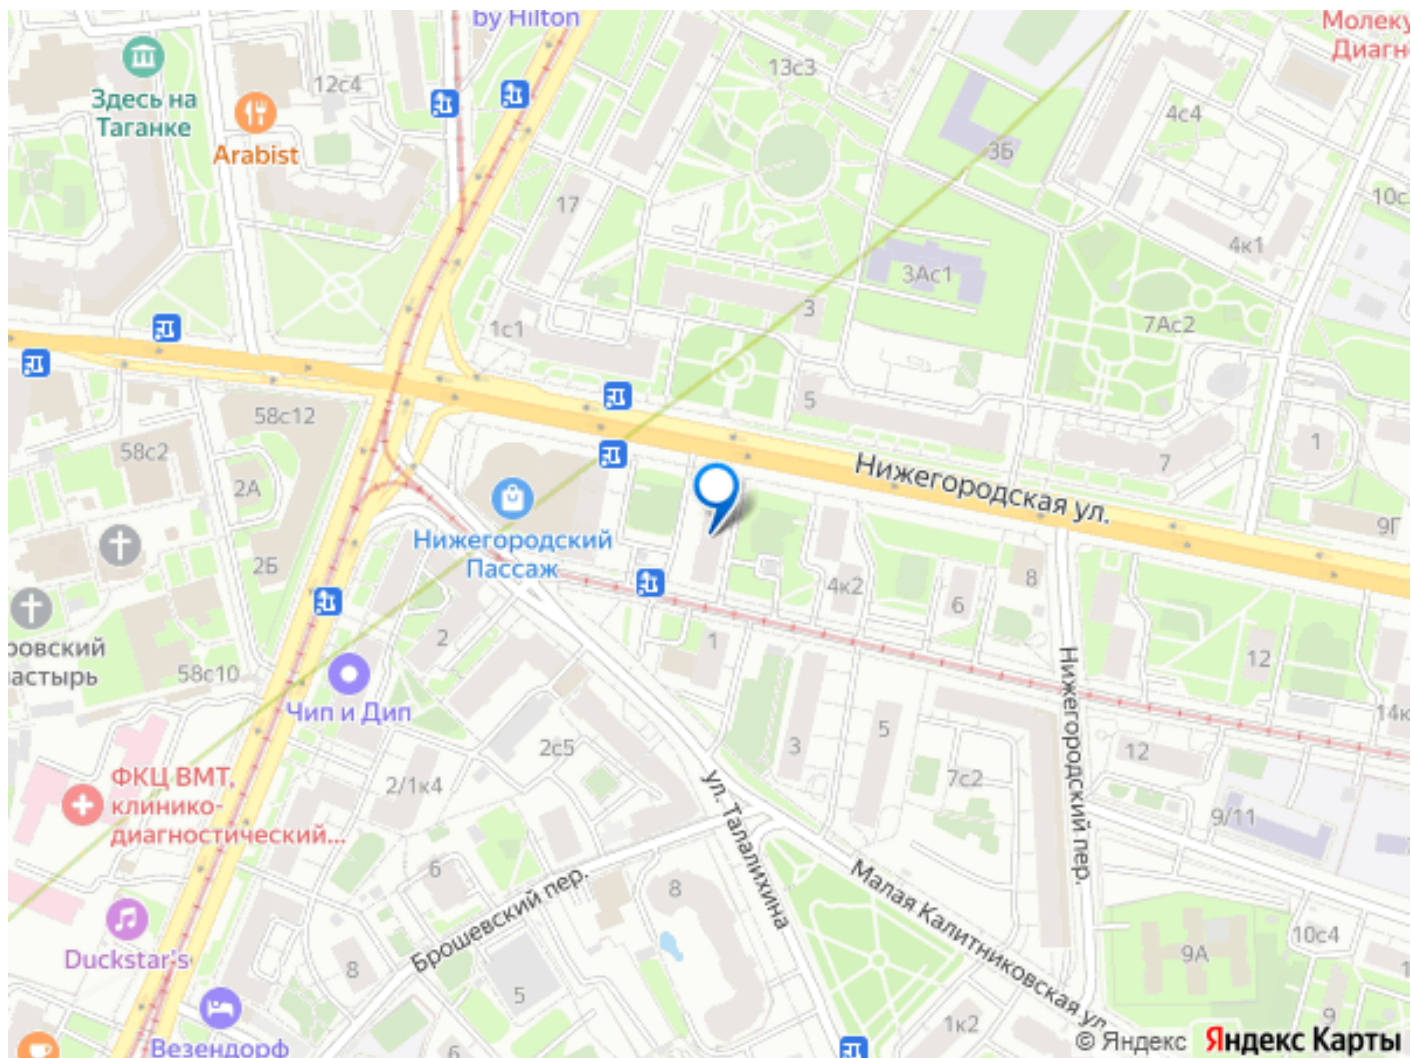 by Hilton
Молеку
Диагн
13с3
12с4
Здесь на
Таганке
Arabist
4с4
3Б
17
10с
4к1
3Ас1
3
7Ас2
1с1
5
58с12
58с2
1
7
Нижегородская ул.
2А
9Г
Нижегородский
Пассаж
2Б
8
4к2
6
ровский
астырь
2
1
12
58с10
Нижегородский пер.
Чип и Дип
14к
5
3
2с5
12
ФКЦ ВМТ,
клинико-
диагностический...
2/1к4
7с2
ул. Талалихина
9/11
7
6
Брошевский пер.
8
Малая Калитниковская ул.
Duckstar's
10с4
9А
8
5
1
9
1к2
Везендорф
6
© Яндекс Яндекс Карты